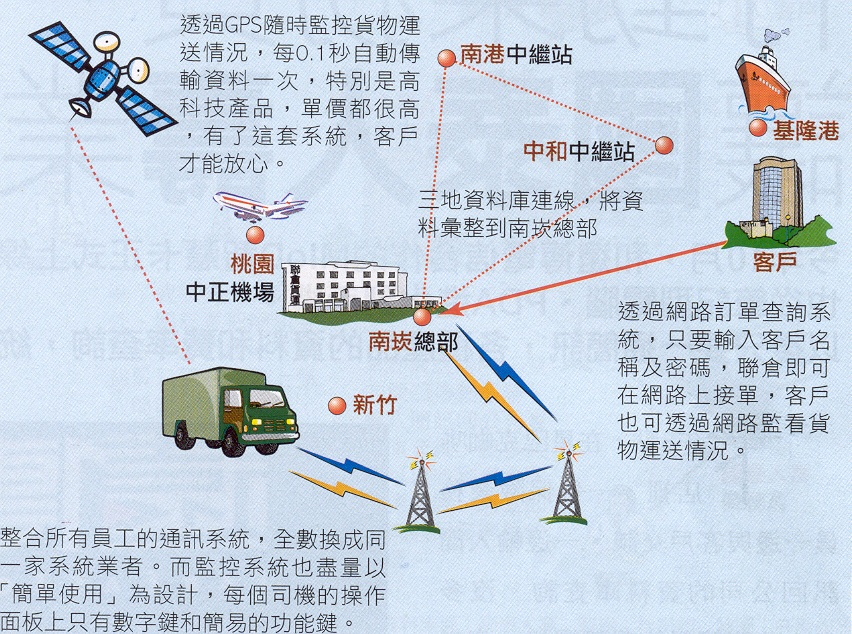 透過GPS隨時監控貨物運
送情況，每0.1秒自動傳
輸資料一次，特別是高
科技產品，單價都很高
，有了這套系統，客戶
才能放心。
南港中繼站
基隆港
中和中繼站
三地資料庫連線，將資
料彙整到南崁總部
桃園
中正機場
聯倉貨運
客戶
南崁總部
透過網路訂單查詢系
統，只要輸入客戶名
稱及密碼，聯倉即可
在網路上接單，客戶
也可透過網路監看貨
物運送情況。
新竹
整合所有員工的通訊系統，全數換成同
一家系統業者。而監控系統也盡量以
「簡單使用」為設計，每個司機的操作
面板上只有數字鍵和簡易的功能鍵。